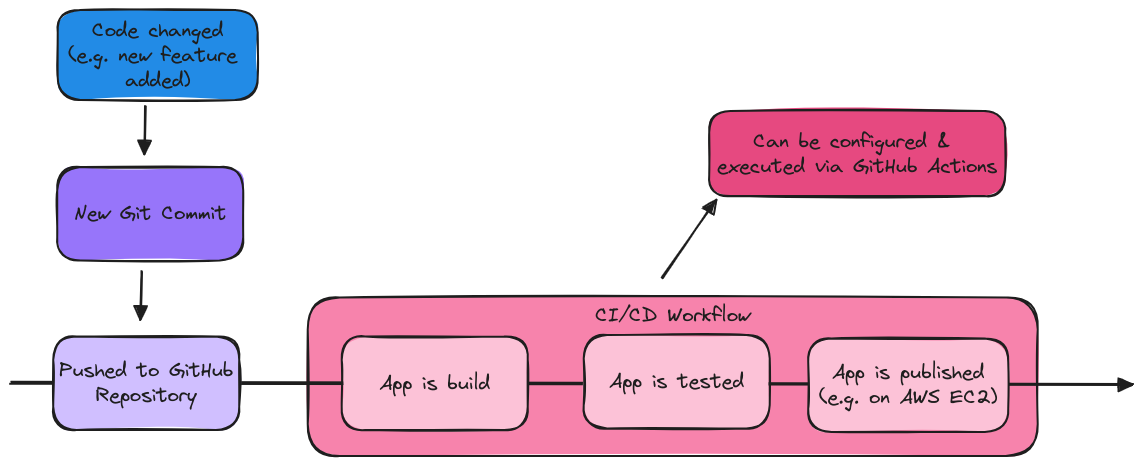 Code changed
(e.g. new feature
added)
New Git Commit
Pushed to GitHub
Repository
Can be configured &
executed via GitHub Actions
CI/CD Workflow
App is build
App is tested
App is published
(e.g. on AWS EC2)